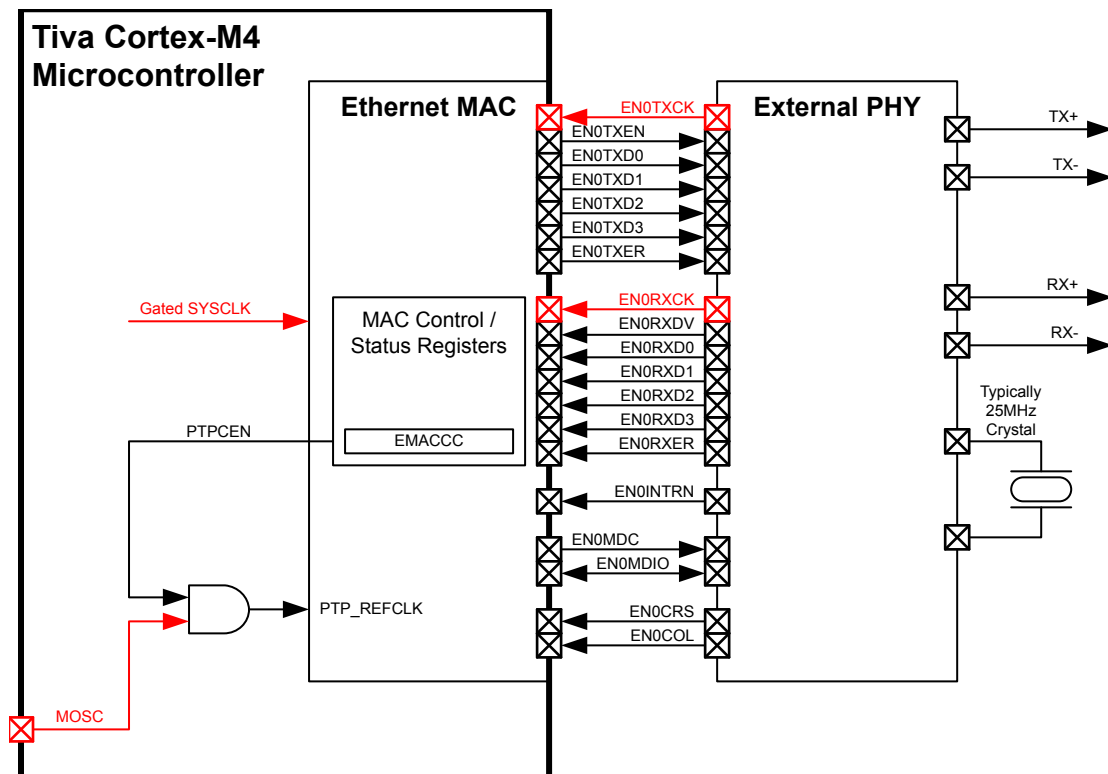 Tiva Cortex-M4
Microcontroller
Ethernet MAC
External PHY
EN0TXCK
EN0TXEN
EN0TXD0
EN0TXD1
EN0TXD2
EN0TXD3
EN0TXER
TX+
TX-
Gated SYSCLK
MAC Control /
Status Registers
EMACCC
EN0RXCK
EN0RXDV
EN0RXD0
EN0RXD1
EN0RXD2
EN0RXD3
EN0RXER
RX+
RX-
Typically
25MHz
Crystal
PTPCEN
EN0INTRN
EN0MDC
EN0MDIO
PTP_REFCLK
EN0CRS
EN0COL
MOSC